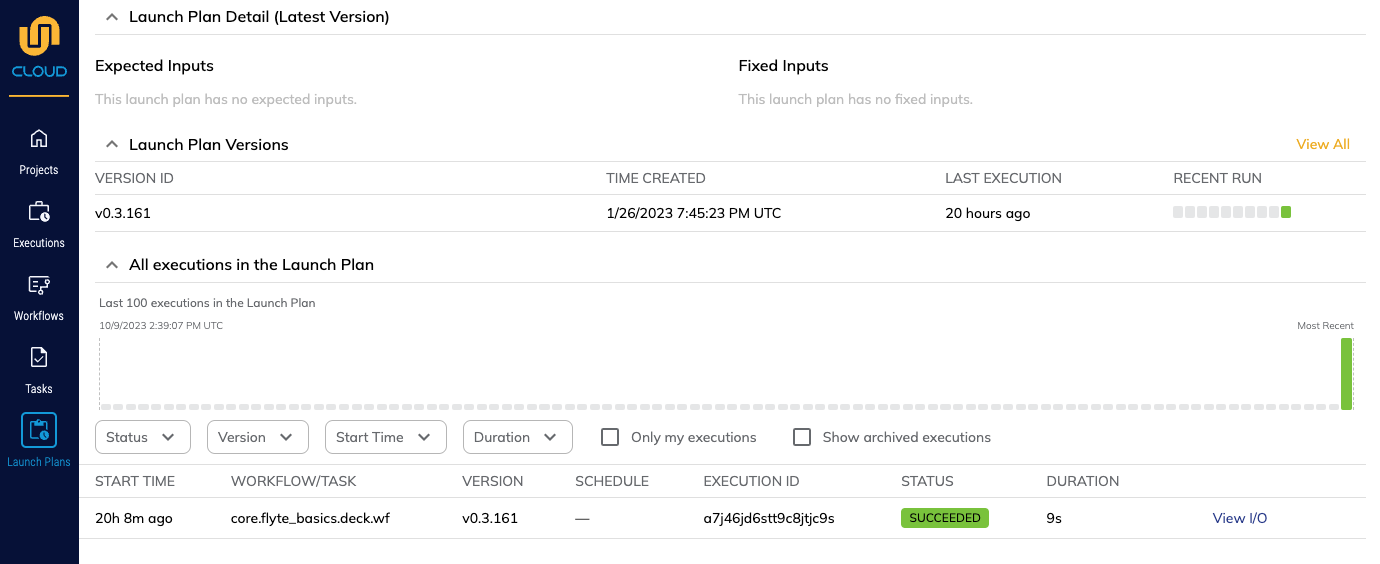 Launch Plan Detail (Latest Version)
CLOUD
Expected Inputs
Fixed Inputs
This launch plan has no expected inputs.
This launch plan has no fixed inputs.
Launch Plan Versions
View All
Projects
VERSION ID
TIME CREATED
LAST EXECUTION
RECENT RUN
v0.3.161
1/26/2023 7:45:23 PM UTC
20 hours ago
Executions
All executions in the Launch Plan
Last 100 executions in the Launch Plan
Workflows
10/9/2023 2:39:07 PM UTC
Most Recent
Tasks
Status
Version
Start Time
Duration
Only my executions
Show archived executions
Launch Plans
START TIME
WORKFLOW/TASK
VERSION
SCHEDULE
EXECUTION ID
STATUS
DURATION
20h 8m ago
core.flyte_basics.deck.wf
v0.3.161
—
a7j46jd6stt9c8jtjc9s
SUCCEEDED
9s
View I/O